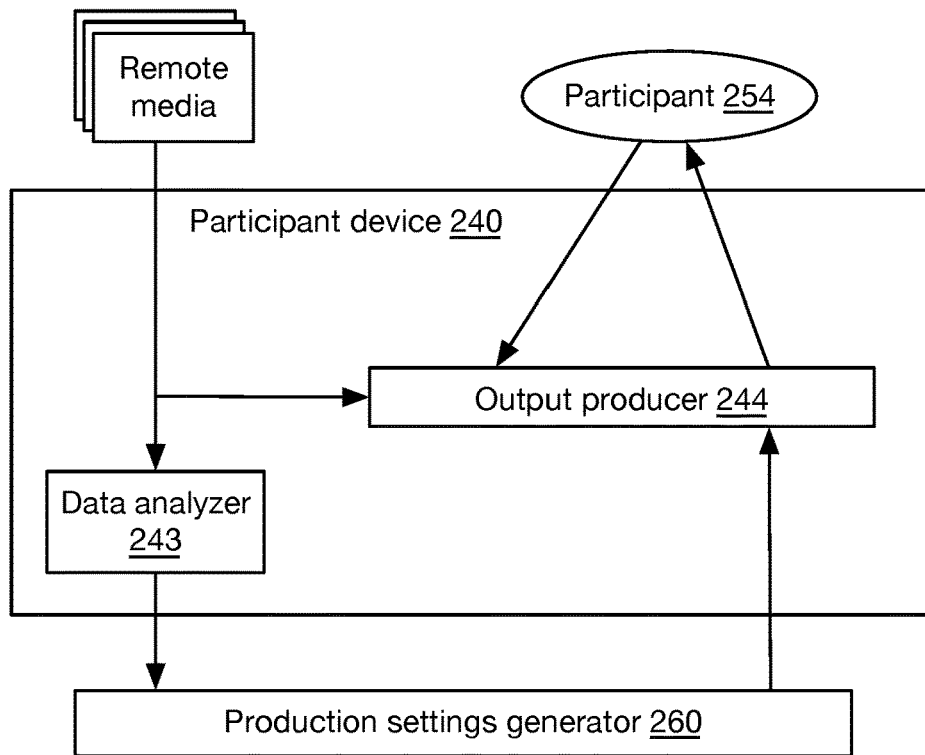 Remote
media
Participant 254
Participant device 240
Output producer 244
Data analyzer
243
Production settings generator 260